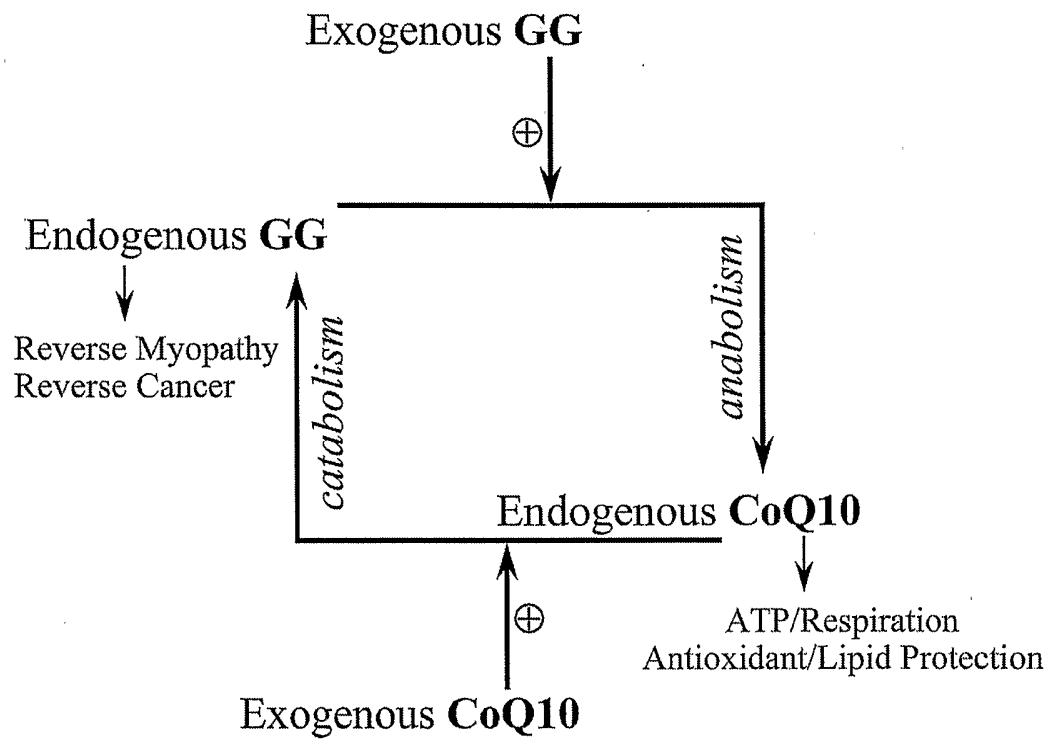 Exogenous GG
⊕
Endogenous GG
Reverse Myopathy
Reverse Cancer
catabolism
anabolism
Endogenous CoQ10
ATP/Respiration
Antioxidant/Lipid Protection
⊕
Exogenous CoQ10